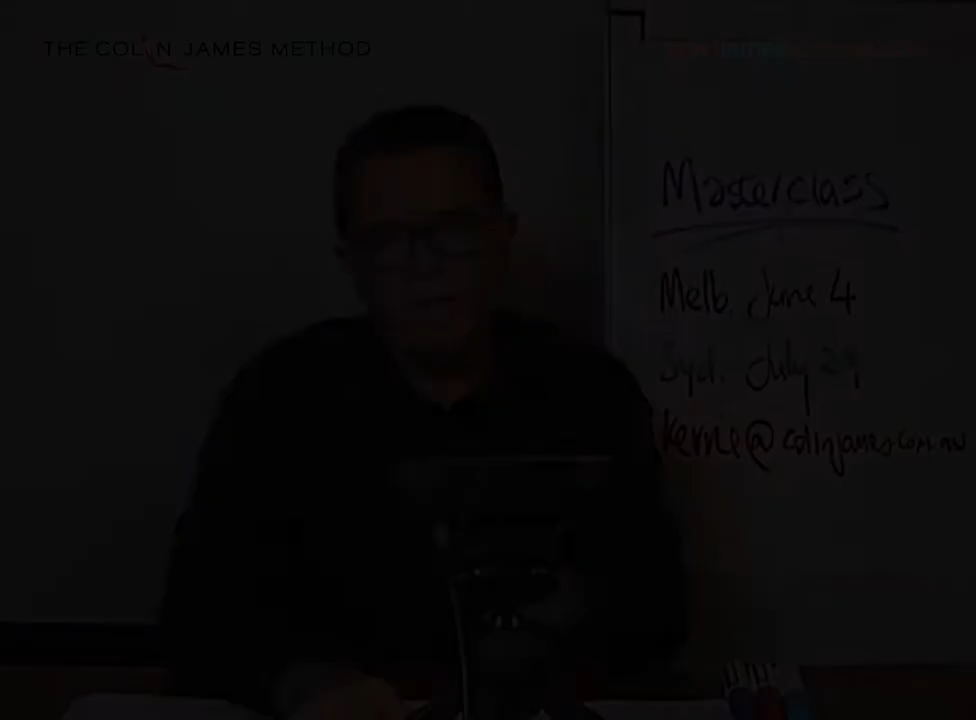 THE COLIN JAMES METHOD
Masterclass
Melb. June 4
Syd. July 29
Kerrie@colinjames.com.au